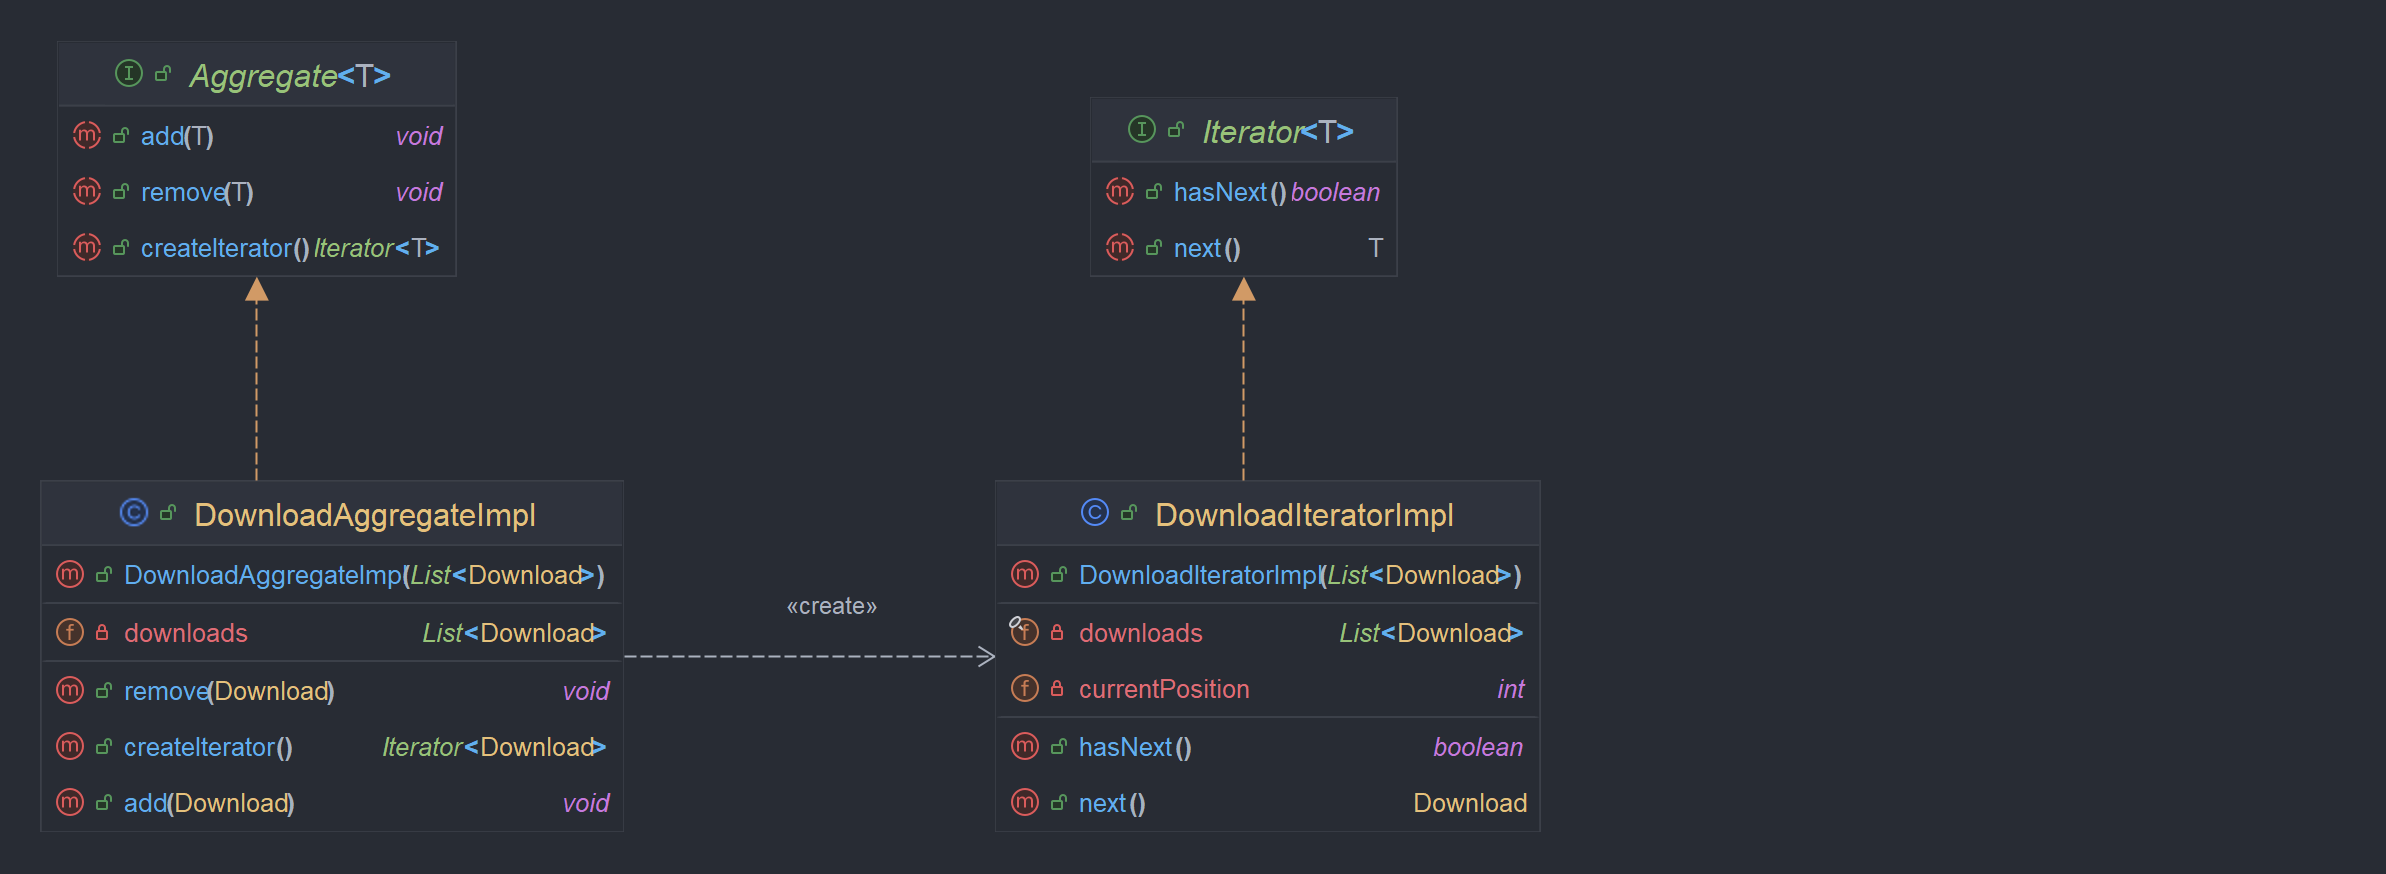 Aggregate<T>
add(T) void
remove(T) void
createIterator() Iterator<T>
Iterator<T>
hasNext() boolean
next() T
DownloadAggregateImpl
DownloadAggregateImpl(List<Download>)
downloads List<Download>
remove(Download) void
createIterator() Iterator<Download>
add(Download) void
«create»
DownloadIteratorImpl
DownloadIteratorImpl(List<Download>)
downloads List<Download>
currentPosition int
hasNext() boolean
next() Download